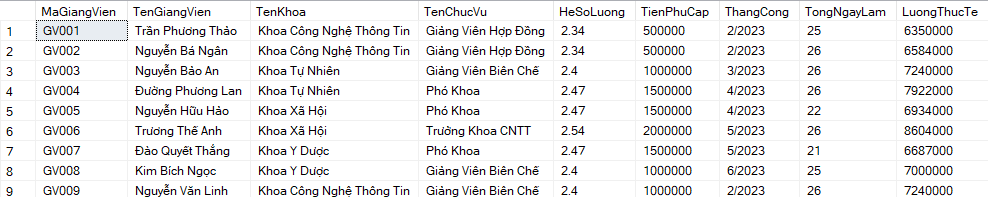 MaGiangVien TenGiangVien TenKhoa TenChucVu HeSoLuong TienPhuCap ThangCong TongNgayLam LuongThucTe
1 GV001 Trần Phương Thảo Khoa Công Nghệ Thông Tin Giảng Viên Hợp Đồng 2.34 500000 2/2023 25 6350000
2 GV002 Nguyễn Bá Ngân Khoa Công Nghệ Thông Tin Giảng Viên Hợp Đồng 2.34 500000 2/2023 26 6584000
3 GV003 Nguyễn Bảo An Khoa Tự Nhiên Giảng Viên Biên Chế 2.4 1000000 3/2023 26 7240000
4 GV004 Đường Phương Lan Khoa Tự Nhiên Phó Khoa 2.47 1500000 4/2023 26 7922000
5 GV005 Nguyễn Hữu Hảo Khoa Xã Hội Phó Khoa 2.47 1500000 4/2023 22 6934000
6 GV006 Trương Thế Anh Khoa Xã Hội Trưởng Khoa CNTT 2.54 2000000 5/2023 26 8604000
7 GV007 Đào Quyết Thắng Khoa Y Dược Phó Khoa 2.47 1500000 5/2023 21 6687000
8 GV008 Kim Bích Ngọc Khoa Y Dược Giảng Viên Biên Chế 2.4 1000000 6/2023 25 7000000
9 GV009 Nguyễn Văn Linh Khoa Công Nghệ Thông Tin Giảng Viên Biên Chế 2.4 1000000 2/2023 26 7240000